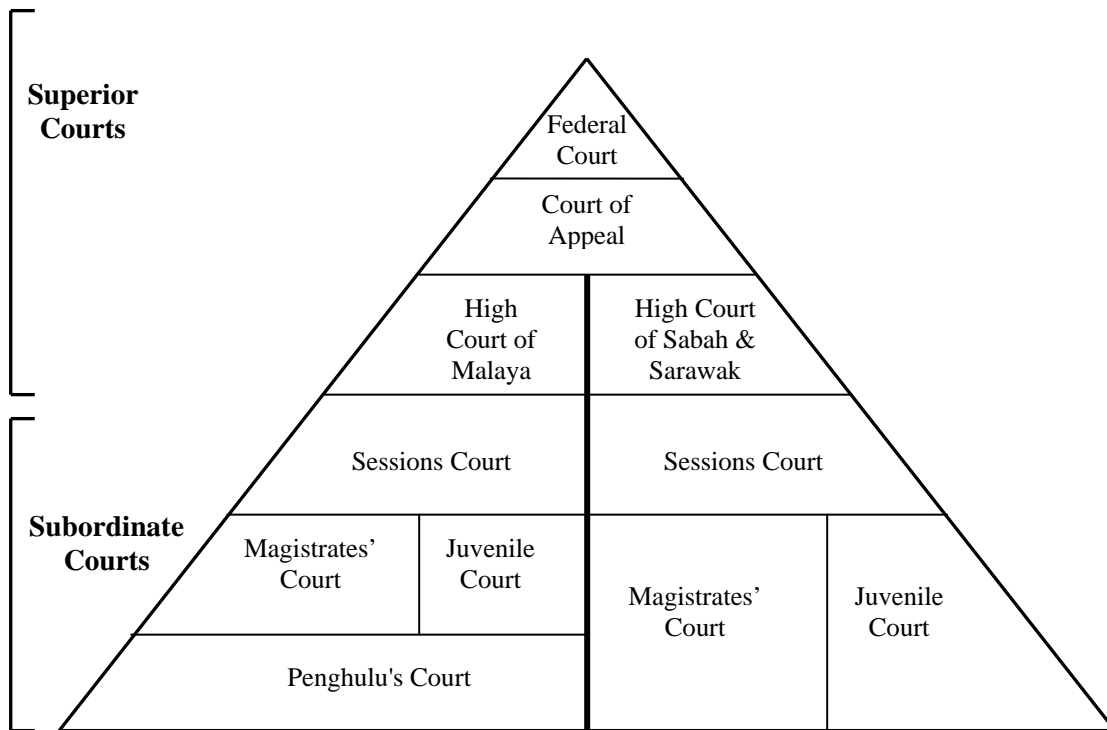 Superior
Courts
Federal
Court
Court of
Appeal
High
Court of
Malaya
High Court
of Sabah &
Sarawak
Sessions Court
Sessions Court
Subordinate
Courts
Magistrates’
Court
Juvenile
Court
Magistrates’
Court
Juvenile
Court
Penghulu's Court